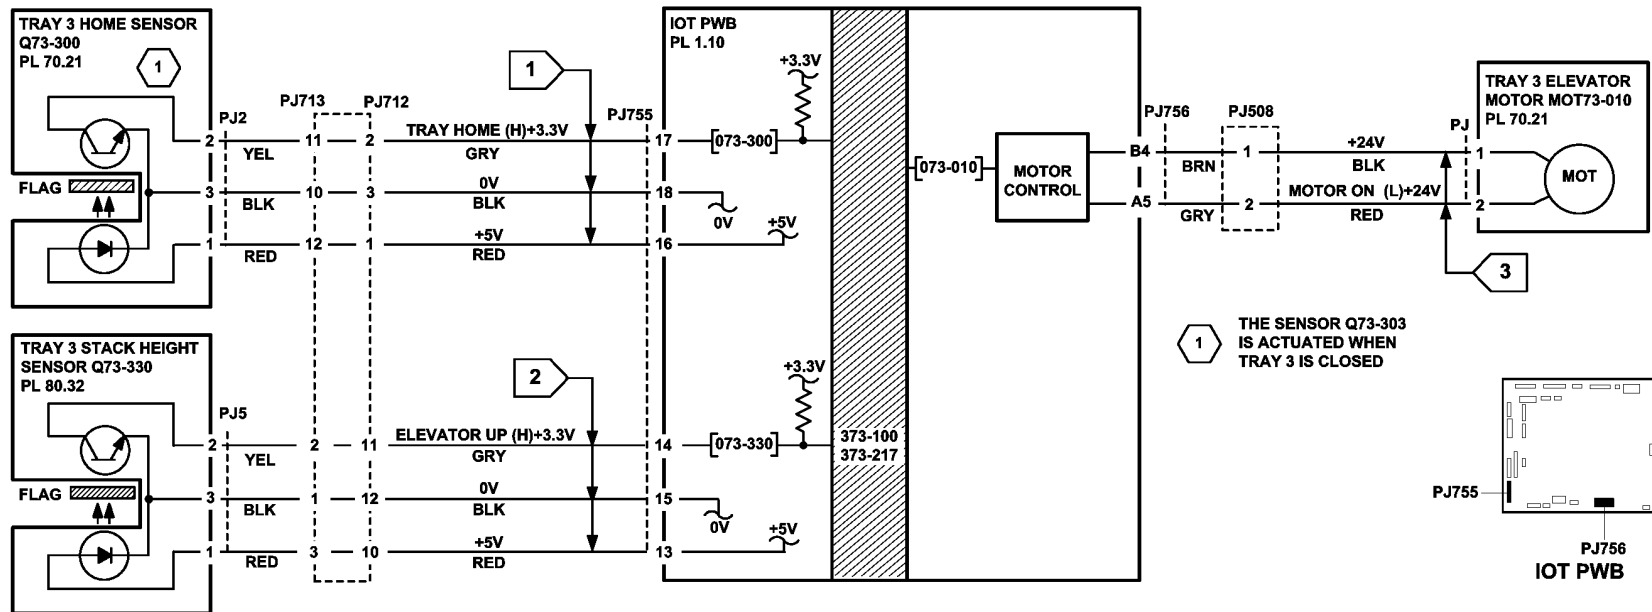 TRAY 3 HOME SENSOR
Q73-300
PL 70.21
1
PJ2
PJ713
PJ712
PJ755
2
YEL
11
2
TRAY HOME (H)+3.3V
GRY
17
[073-300]
+3.3V
FLAG
3
BLK
10
3
0V
BLK
18
0V
1
RED
12
1
+5V
RED
16
+5V
1
IOT PWB
PL 1.10
[073-010]
MOTOR
CONTROL
PJ756
PJ508
PJ
B4
BRN
1
+24V
BLK
1
A5
GRY
2
MOTOR ON (L)+24V
RED
2
TRAY 3 ELEVATOR
MOTOR MOT73-010
PL 70.21
MOT
3
1
THE SENSOR Q73-303
IS ACTUATED WHEN
TRAY 3 IS CLOSED
TRAY 3 STACK HEIGHT
SENSOR Q73-330
PL 80.32
PJ5
2
2
YEL
2
11
ELEVATOR UP (H)+3.3V
GRY
14
[073-330]
+3.3V
373-100
373-217
FLAG
3
BLK
1
12
0V
BLK
15
0V
1
RED
3
10
+5V
RED
13
+5V
PJ755
PJ756
IOT PWB